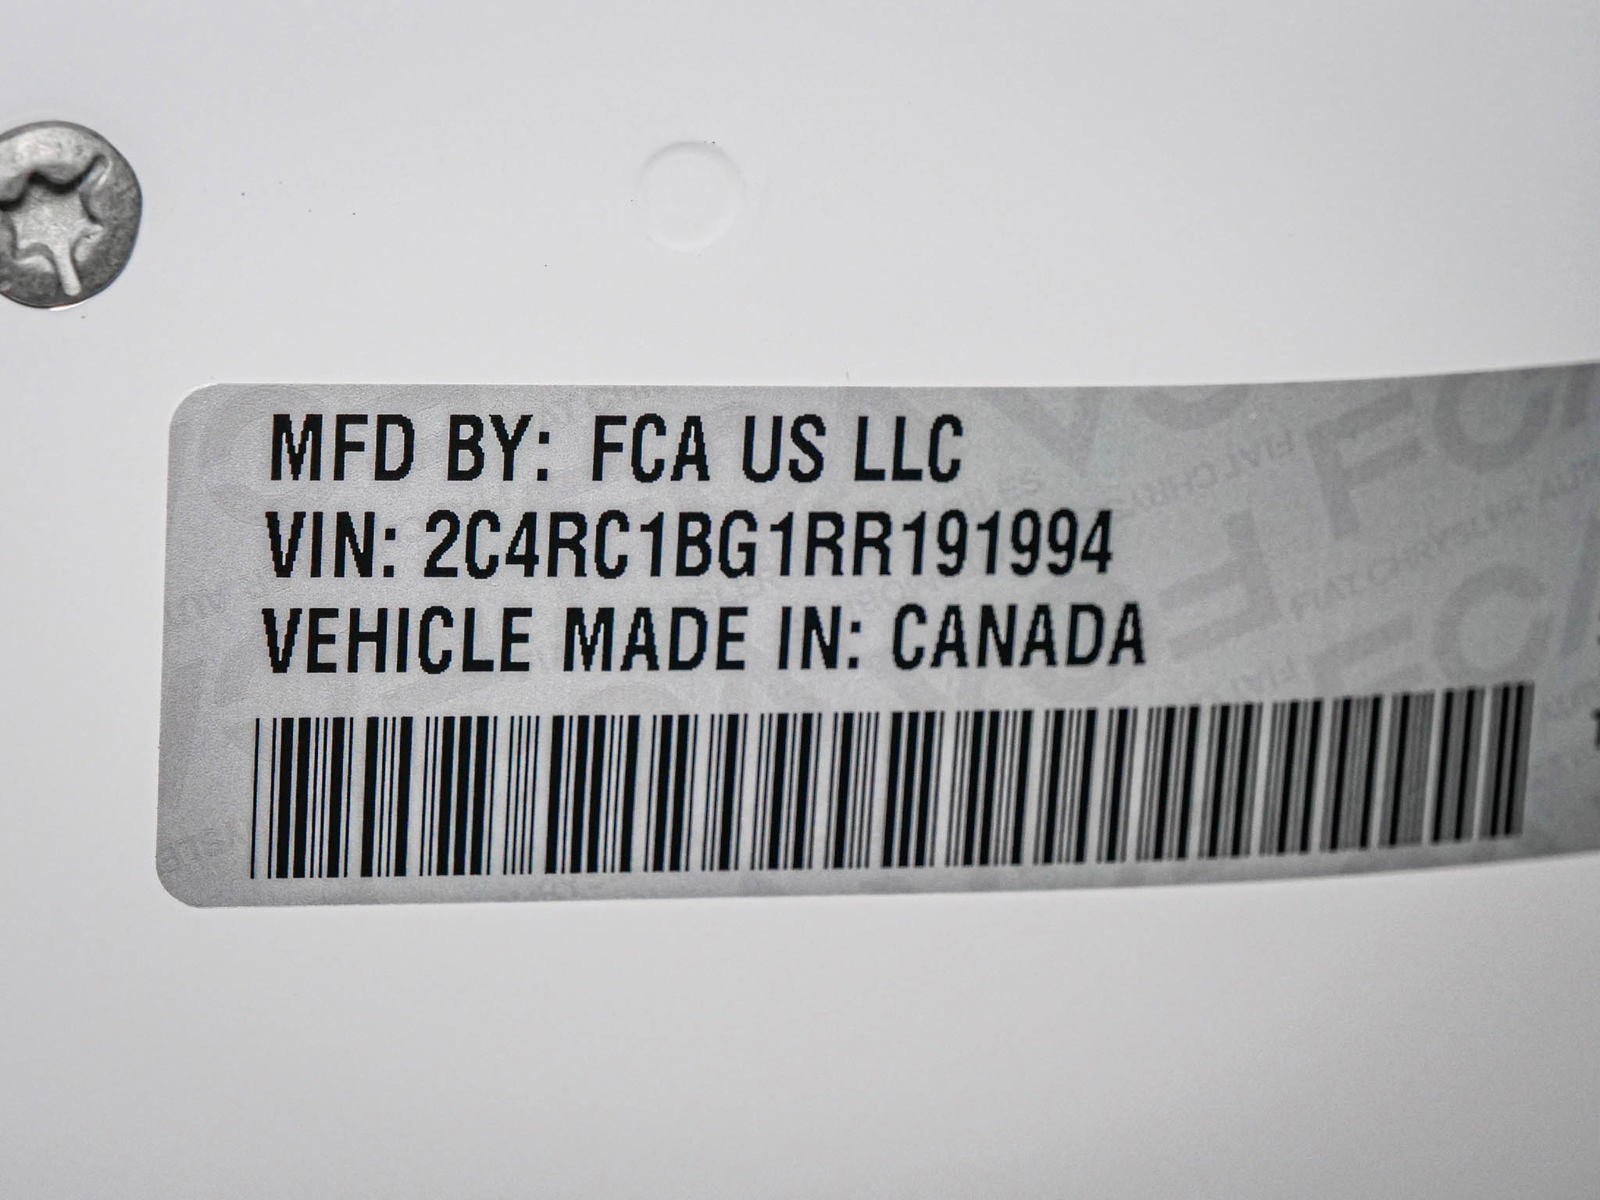 MFD BY: FCA US LLC
VIN: 2C4RC1BG1RR191994
VEHICLE MADE IN: CANADA